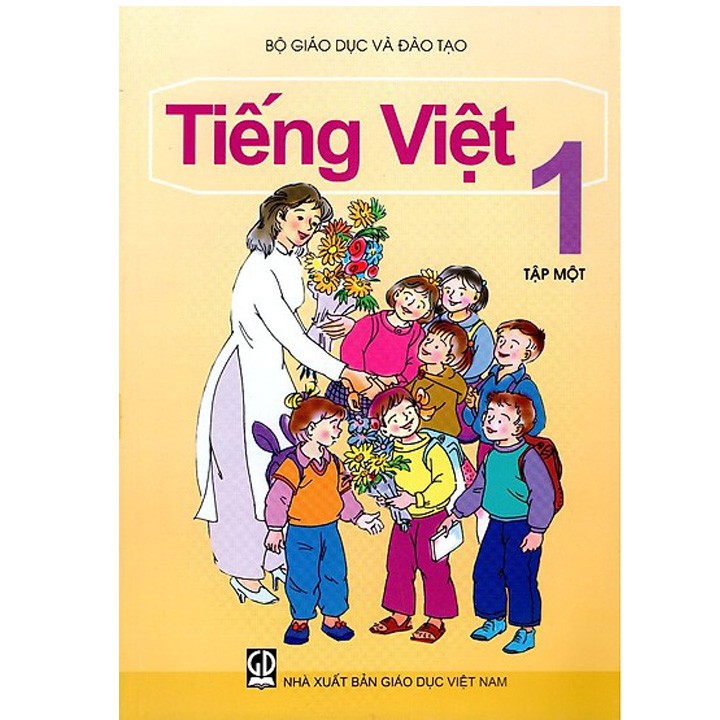 BỘ GIÁO DỤC VÀ ĐÀO TẠO
Tiếng Việt 1
TẬP MỘT
GD
NHÀ XUẤT BẢN GIÁO DỤC VIỆT NAM